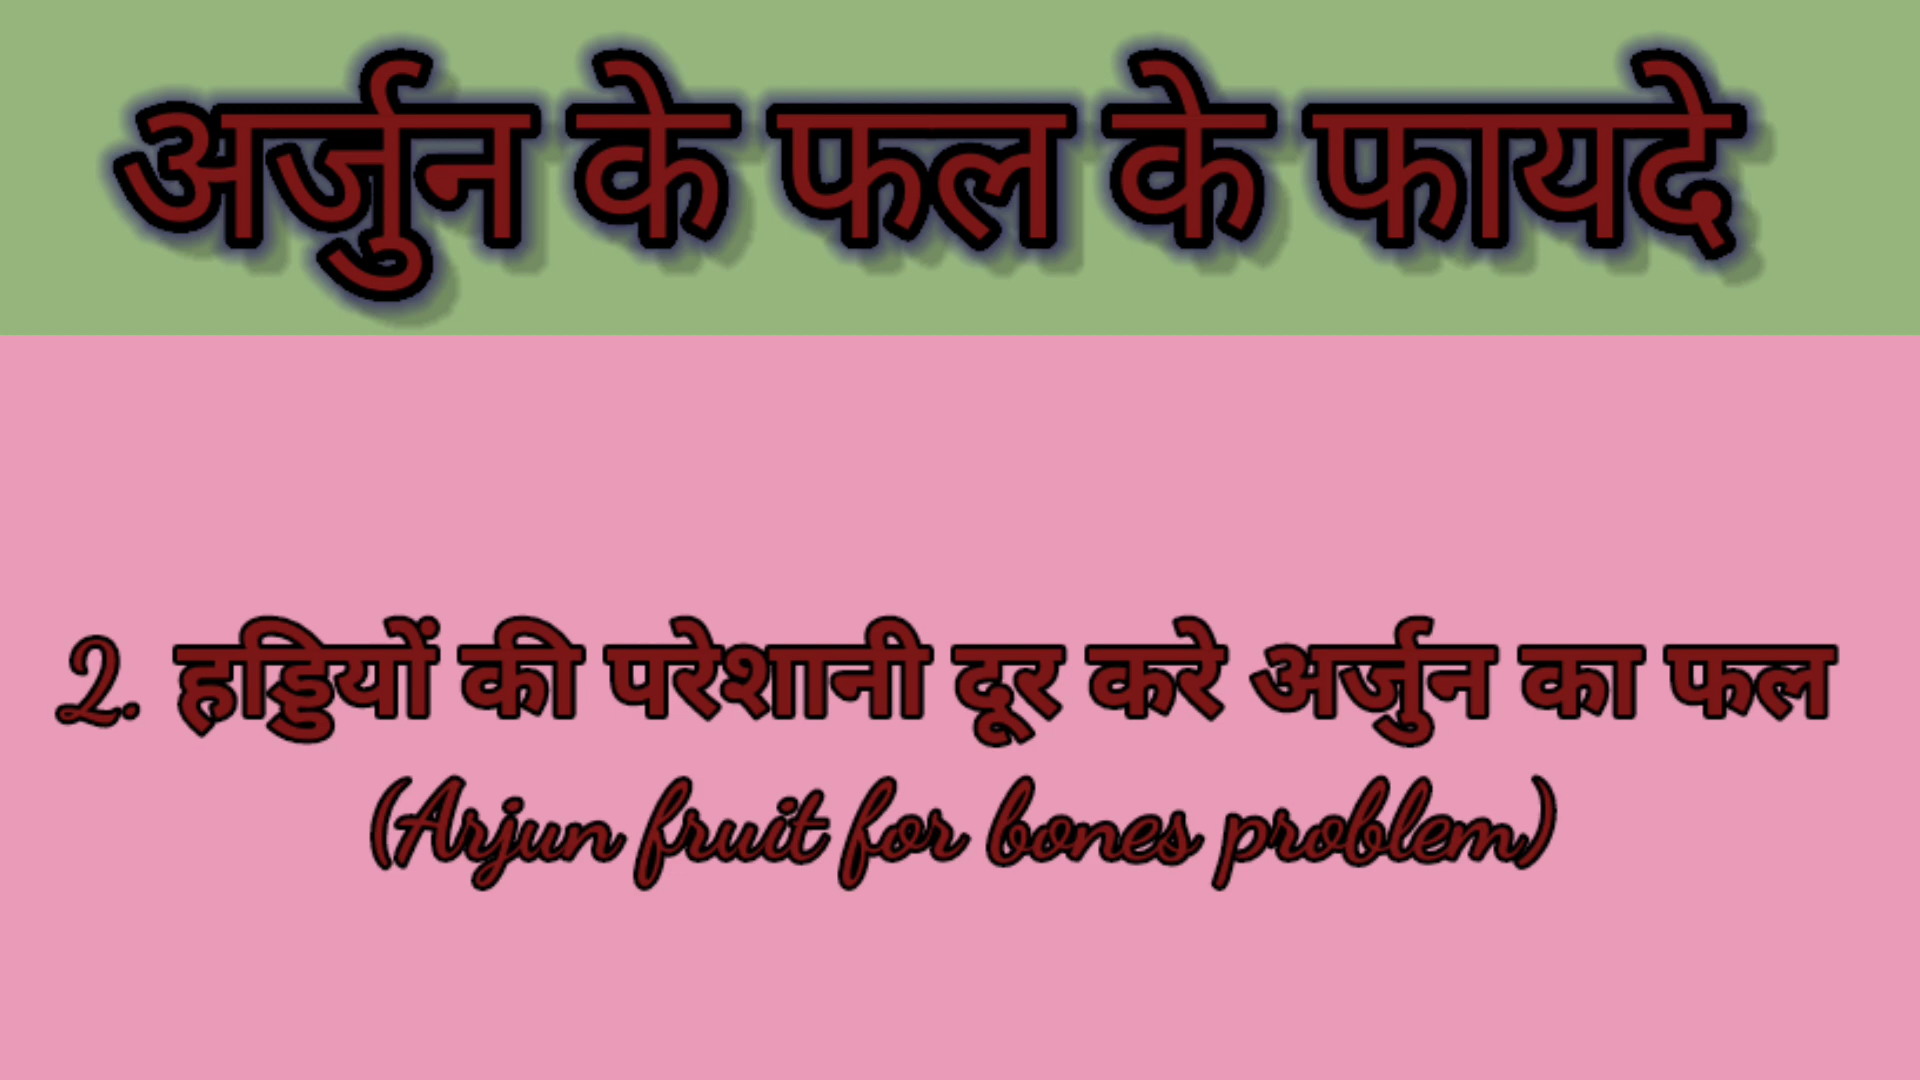 अर्जुन के फल के फायदे
2. हड्डियों की परेशानी दूर करे अर्जुन का फल
(Arjun fruit for bones problem)